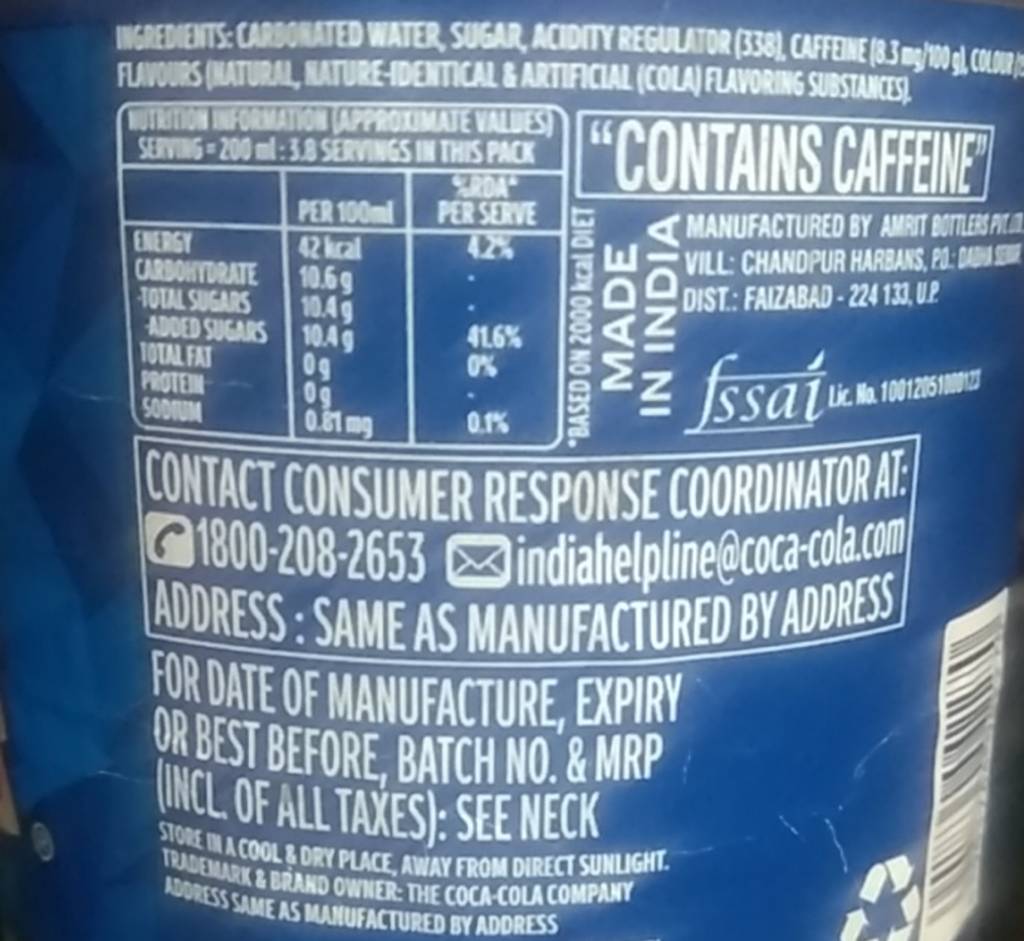 INGREDIENTS: CARBONATED WATER, SUGAR, ACIDITY REGULATOR (338), CAFFEINE (8.3 mg/100 g), COLOUR
FLAVOURS (NATURAL, NATURE-IDENTICAL & ARTIFICIAL (COLA) FLAVORING SUBSTANCES).
NUTRITION INFORMATION (APPROXIMATE VALUES)
SERVING = 200 ml : 3.8 SERVINGS IN THIS PACK
PER 100ml %RDA* PER SERVE
ENERGY 42 kcal 4.2%
CARBOHYDRATE 10.6 g -
-TOTAL SUGARS 10.4 g -
-ADDED SUGARS 10.4 g 41.6%
TOTAL FAT 0 g 0%
PROTEIN 0 g -
SODIUM 0.81 mg 0.1%
*BASED ON 2000 kcal DIET
"CONTAINS CAFFEINE"
MADE
IN INDIA
MANUFACTURED BY AMRIT BOTTLERS PVT.
VILL: CHANDPUR HARBANS, P.O.:
DIST.: FAIZABAD - 224 133, U.P.
fssai Lic. No. 10012051000123
CONTACT CONSUMER RESPONSE COORDINATOR AT:
1800-208-2653 indiahelpline@coca-cola.com
ADDRESS : SAME AS MANUFACTURED BY ADDRESS
FOR DATE OF MANUFACTURE, EXPIRY
OR BEST BEFORE, BATCH NO. & MRP
(INCL. OF ALL TAXES): SEE NECK
STORE IN A COOL & DRY PLACE, AWAY FROM DIRECT SUNLIGHT.
TRADEMARK & BRAND OWNER: THE COCA-COLA COMPANY
ADDRESS SAME AS MANUFACTURED BY ADDRESS